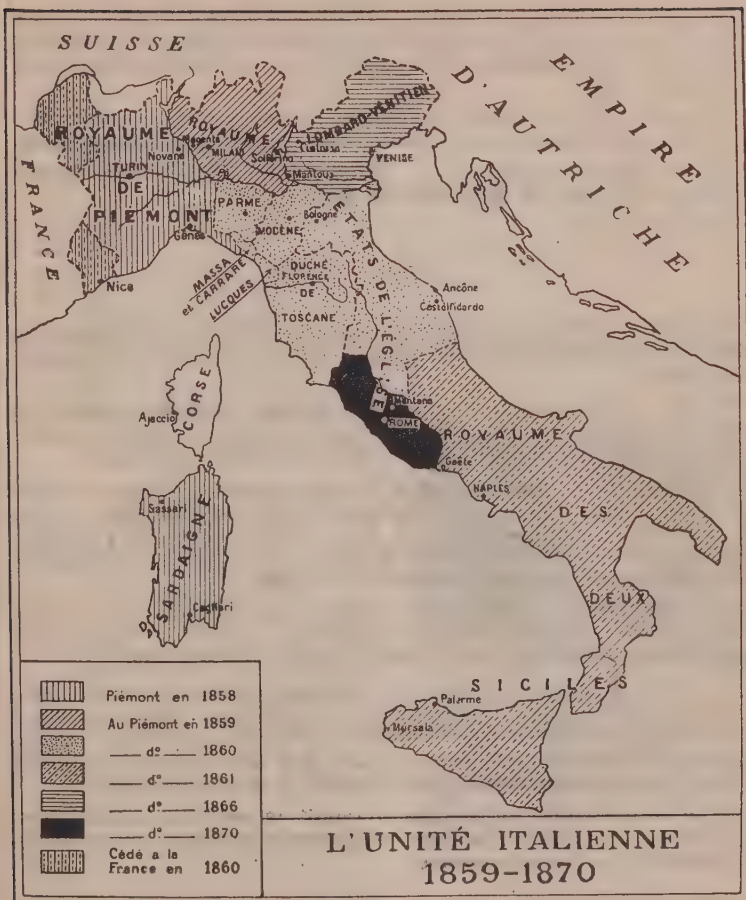 SUISSE
EMPIRE
D'AUTRICHE
FRANCE
ROYAUME
DE
PIÉMONT
Novare
TURIN
Gênes
Nice
ROYAUME
LOMBARD-VÉNITIEN
Magenta
MILAN
Solférino
Mantoue
VENISE
PARME
MODÈNE
Bologne
MASSA
et CARRARE
LUCQUES
DUCHÉ
FLORENCE
DE
TOSCANE
ÉTATS DE L'ÉGLISE
Ancône
Castelfidardo
Mentana
ROME
CORSE
Ajaccio
ROYAUME
Gaëte
NAPLES
DES
DEUX
SICILES
Sassari
SARDAIGNE
Cagliari
Palerme
Marsala
Piémont en 1858
Au Piémont en 1859
d° 1860
d° 1861
d° 1866
d° 1870
Cédé a la
France en 1860
L'UNITÉ ITALIENNE
1859-1870